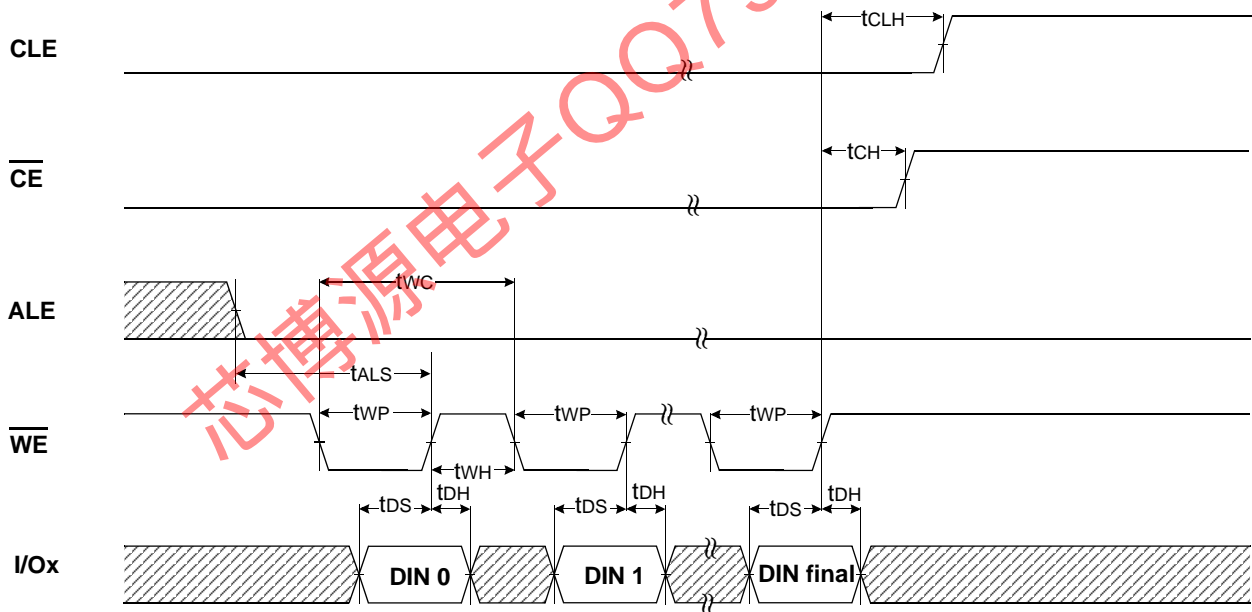 CLE
tCLH
CE
tCH
ALE
tWC
tALS
WE
tWP
tWP
tWP
tWH
tDS
tDH
tDS
tDH
tDS
tDH
I/Ox
DIN 0
DIN 1
DIN final
芯博源电子QQ7